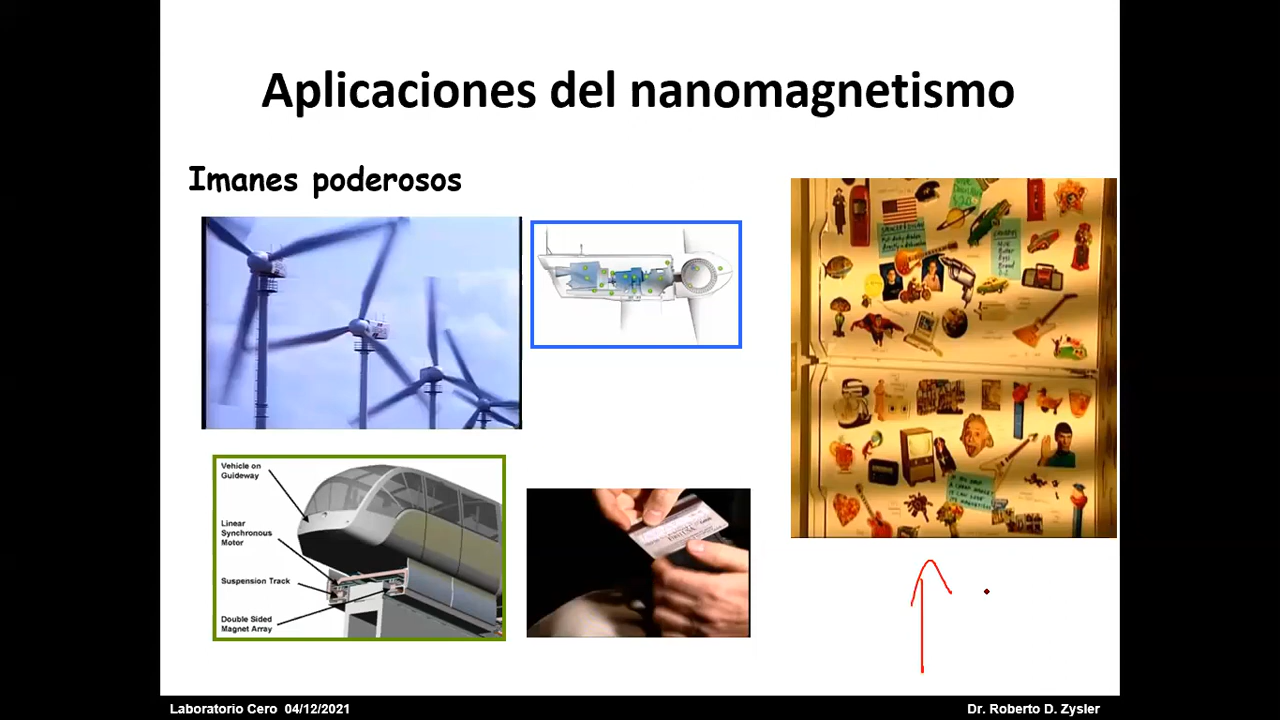 Aplicaciones del nanomagnetismo
Imanes poderosos
Vehicle on
Guideway
Linear
Synchronous
Motor
Suspension Track
Double Sided
Magnet Array
Laboratorio Cero 04/12/2021
Dr. Roberto D. Zysler